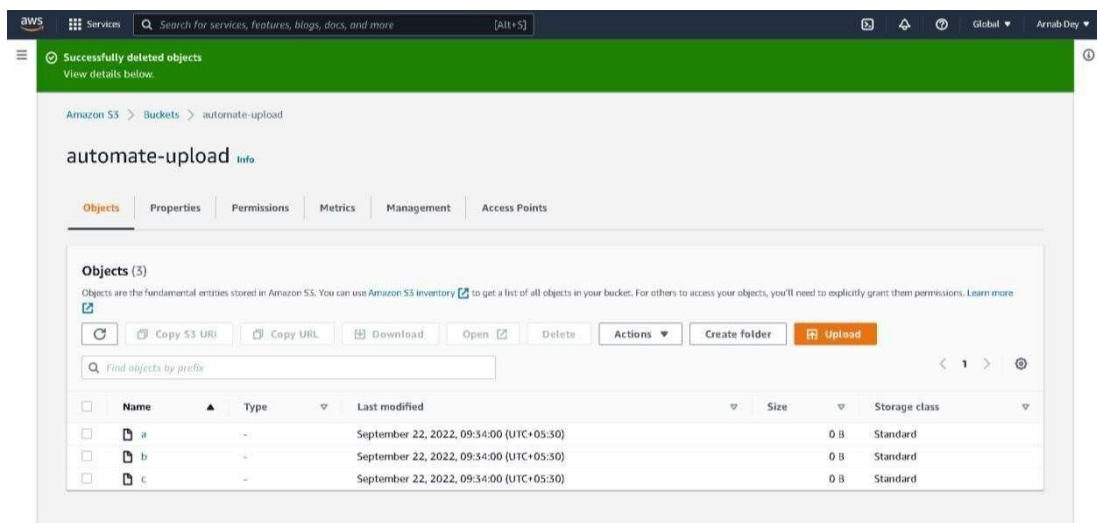 aws Services Search for services, features, blogs, docs, and more [Alt+S] Global Arnab Dey
Successfully deleted objects
View details below.
Amazon S3 > Buckets > automate-upload
automate-upload Info
Objects Properties Permissions Metrics Management Access Points
Objects (3)
Objects are the fundamental entities stored in Amazon S3. You can use Amazon S3 inventory to get a list of all objects in your bucket. For others to access your objects, you'll need to explicitly grant them permissions. Learn more
Copy S3 URI Copy URL Download Open Delete Actions Create folder Upload
Find objects by prefix < 1 >
Name Type Last modified Size Storage class
a - September 22, 2022, 09:34:00 (UTC+05:30) 0 B Standard
b - September 22, 2022, 09:34:00 (UTC+05:30) 0 B Standard
c - September 22, 2022, 09:34:00 (UTC+05:30) 0 B Standard